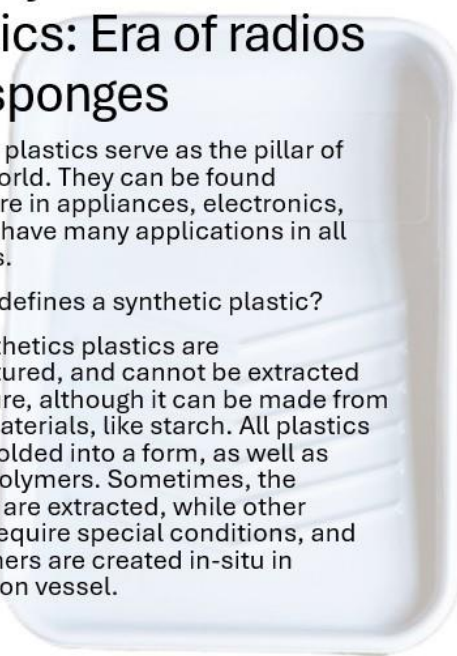 ics: Era of radios
sponges
plastics serve as the pillar of
orld. They can be found
re in appliances, electronics,
have many applications in all
s.
defines a synthetic plastic?
thetics plastics are
tured, and cannot be extracted
re, although it can be made from
aterials, like starch. All plastics
olded into a form, as well as
olymers. Sometimes, the
are extracted, while other
equire special conditions, and
ners are created in-situ in
on vessel.